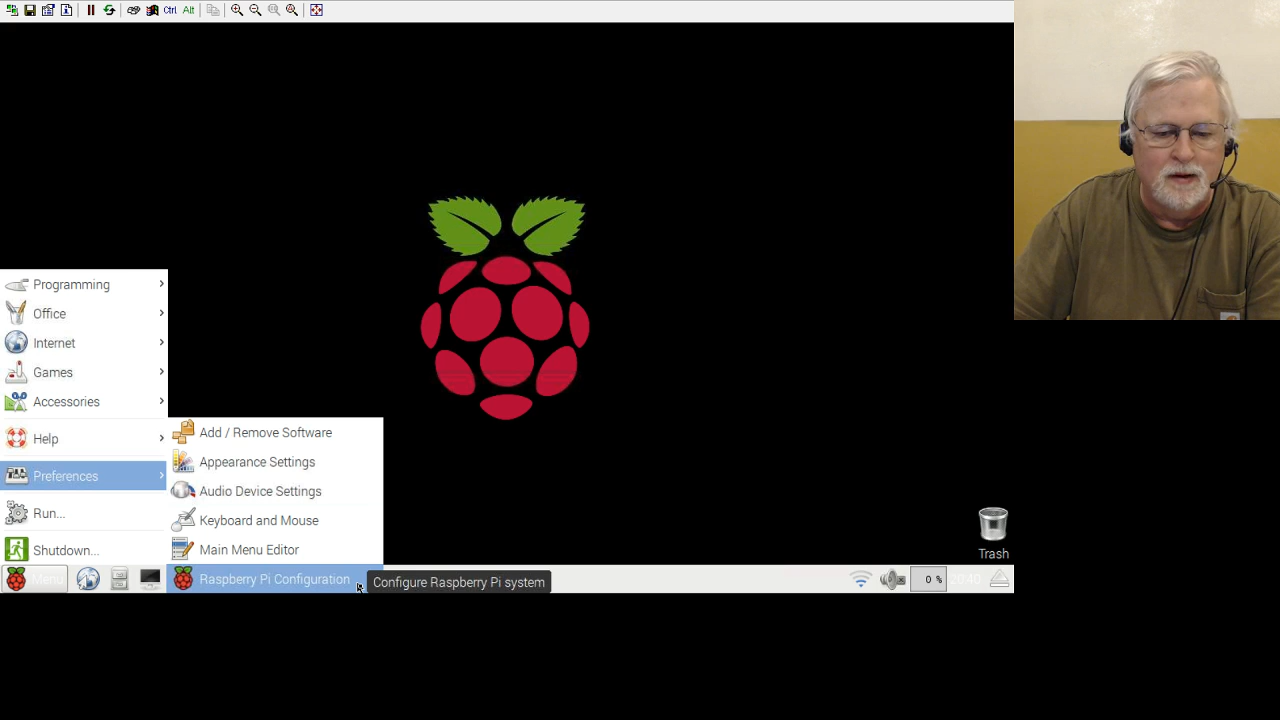 Ctrl Alt
Programming
Office
Internet
Games
Accessories
Help
Preferences
Run...
Shutdown...
Add / Remove Software
Appearance Settings
Audio Device Settings
Keyboard and Mouse
Main Menu Editor
Raspberry Pi Configuration
Configure Raspberry Pi system
Trash
Menu
0 %